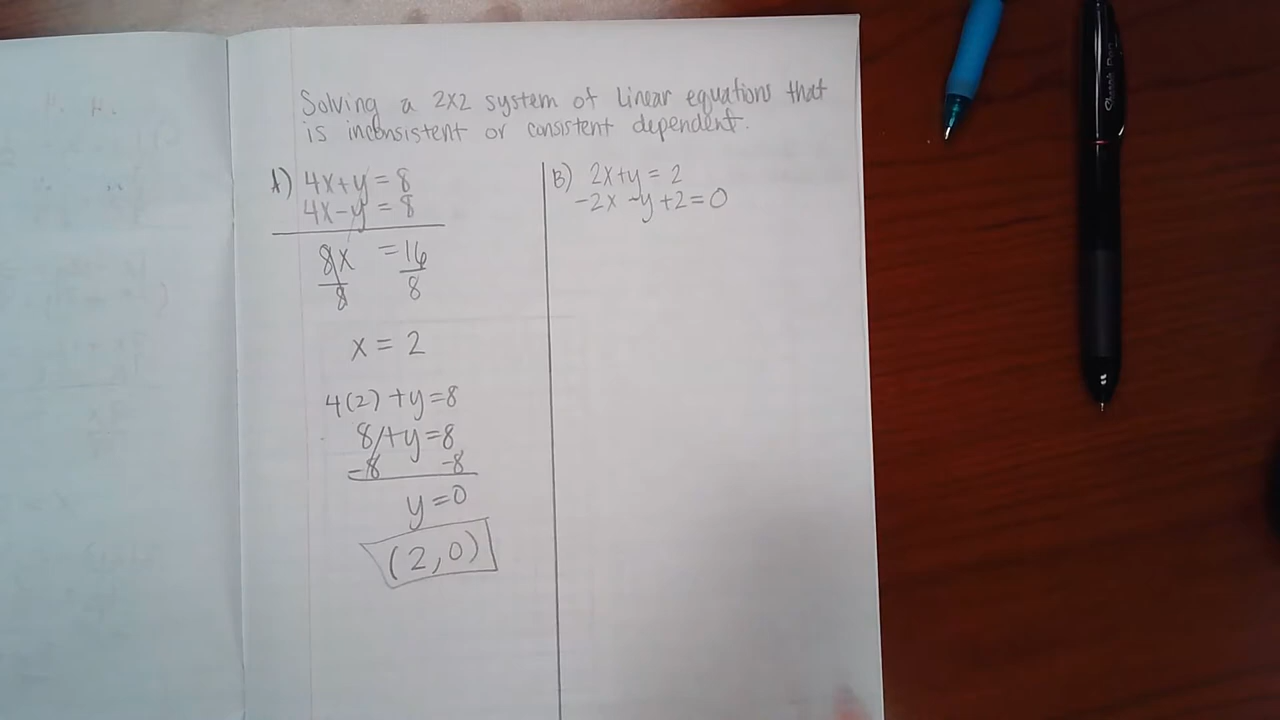 Solving a 2x2 system of linear equations that
is inconsistent or consistent dependent.
A) 4x+y=8
4x-y=8
8x =16
8 8
x=2
4(2)+y=8
8+y=8
-8 -8
y=0
(2,0)
B) 2x+y=2
-2x-y+2=0